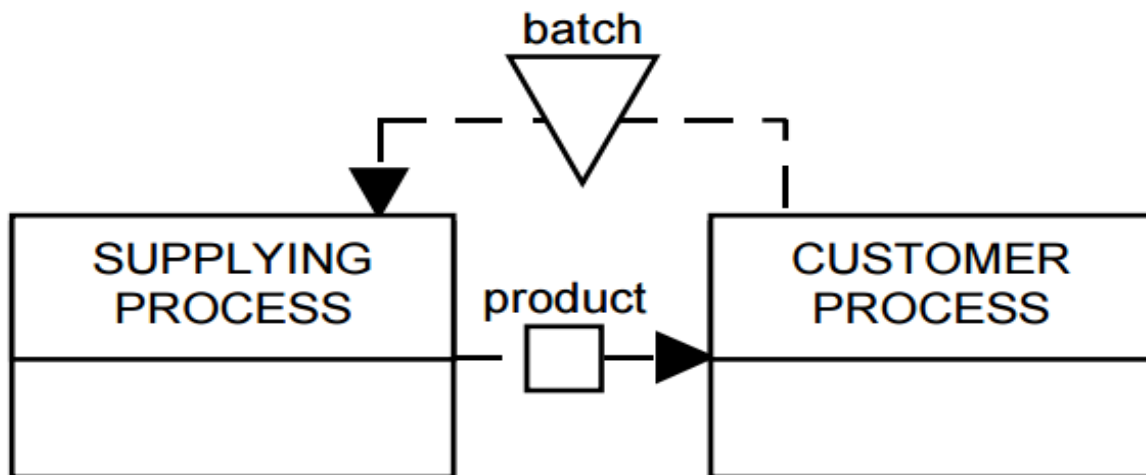 batch
SUPPLYING
PROCESS
product
CUSTOMER
PROCESS